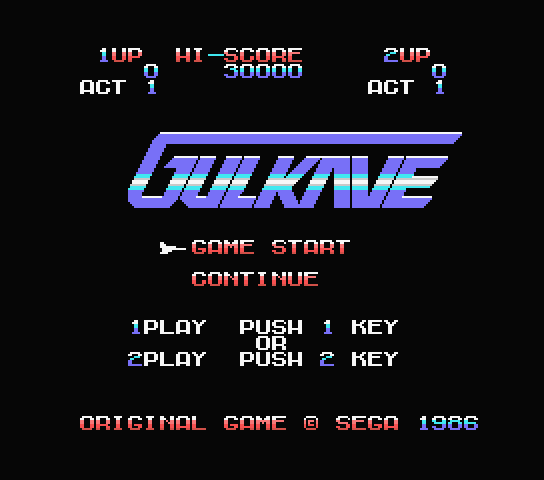 1UP HI-SCORE 2UP
0 30000 0
ACT 1 ACT 1
GULKAVE
GAME START
CONTINUE
1PLAY PUSH 1 KEY
OR
2PLAY PUSH 2 KEY
ORIGINAL GAME © SEGA 1986